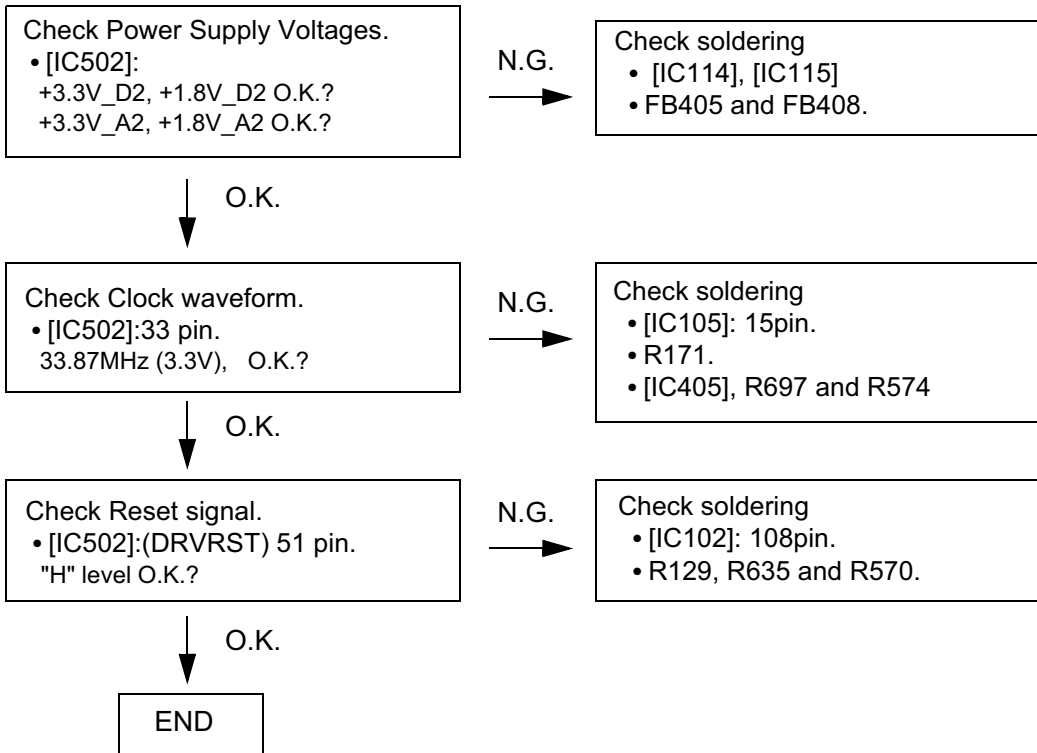 Check Power Supply Voltages.
• [IC502]:
+3.3V_D2, +1.8V_D2 O.K.?
+3.3V_A2, +1.8V_A2 O.K.?
N.G.
Check soldering
• [IC114], [IC115]
• FB405 and FB408.
O.K.
Check Clock waveform.
• [IC502]:33 pin.
33.87MHz (3.3V), O.K.?
N.G.
Check soldering
• [IC105]: 15pin.
• R171.
• [IC405], R697 and R574
O.K.
Check Reset signal.
• [IC502]:(DRVRST) 51 pin.
"H" level O.K.?
N.G.
Check soldering
• [IC102]: 108pin.
• R129, R635 and R570.
O.K.
END